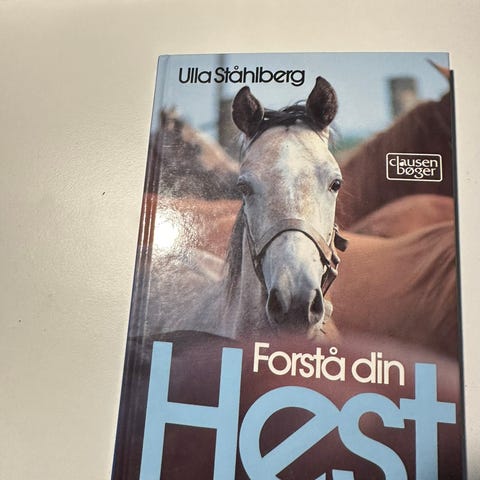 Ulla Ståhlberg
clausen
bøger
Forstå din
Hest